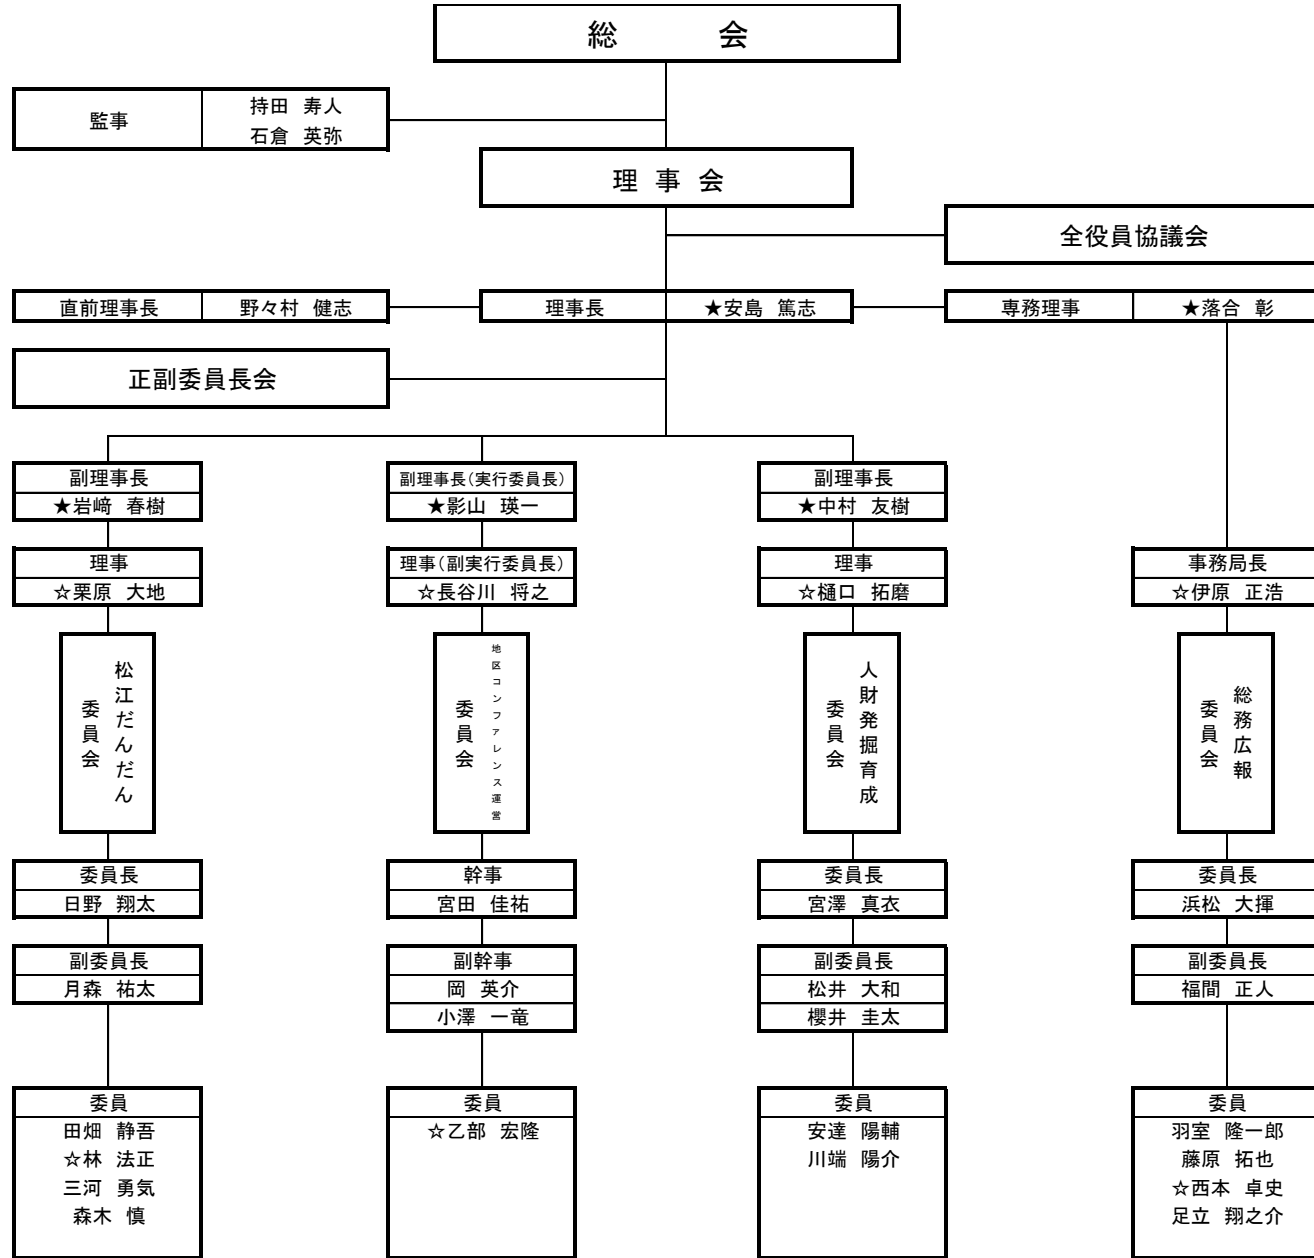 総　会
監事
持田 寿人
石倉 英弥
理 事 会
全役員協議会
直前理事長 野々村 健志
理事長 ★安島 篤志
専務理事 ★落合 彰
正副委員長会
副理事長
★岩﨑 春樹
理事
☆栗原 大地
松江だんだん
委員会
委員長
日野 翔太
副委員長
月森 祐太
委員
田畑 静吾
☆林 法正
三河 勇気
森木 慎
副理事長(実行委員長)
★影山 瑛一
理事(副実行委員長)
☆長谷川 将之
地区コンファレンス運営
委員会
幹事
宮田 佳祐
副幹事
岡 英介
小澤 一竜
委員
☆乙部 宏隆
副理事長
★中村 友樹
理事
☆樋口 拓磨
人財発掘育成
委員会
委員長
宮澤 真衣
副委員長
松井 大和
櫻井 圭太
委員
安達 陽輔
川端 陽介
事務局長
☆伊原 正浩
総務広報
委員会
委員長
浜松 大揮
副委員長
福間 正人
委員
羽室 隆一郎
藤原 拓也
☆西本 卓史
足立 翔之介